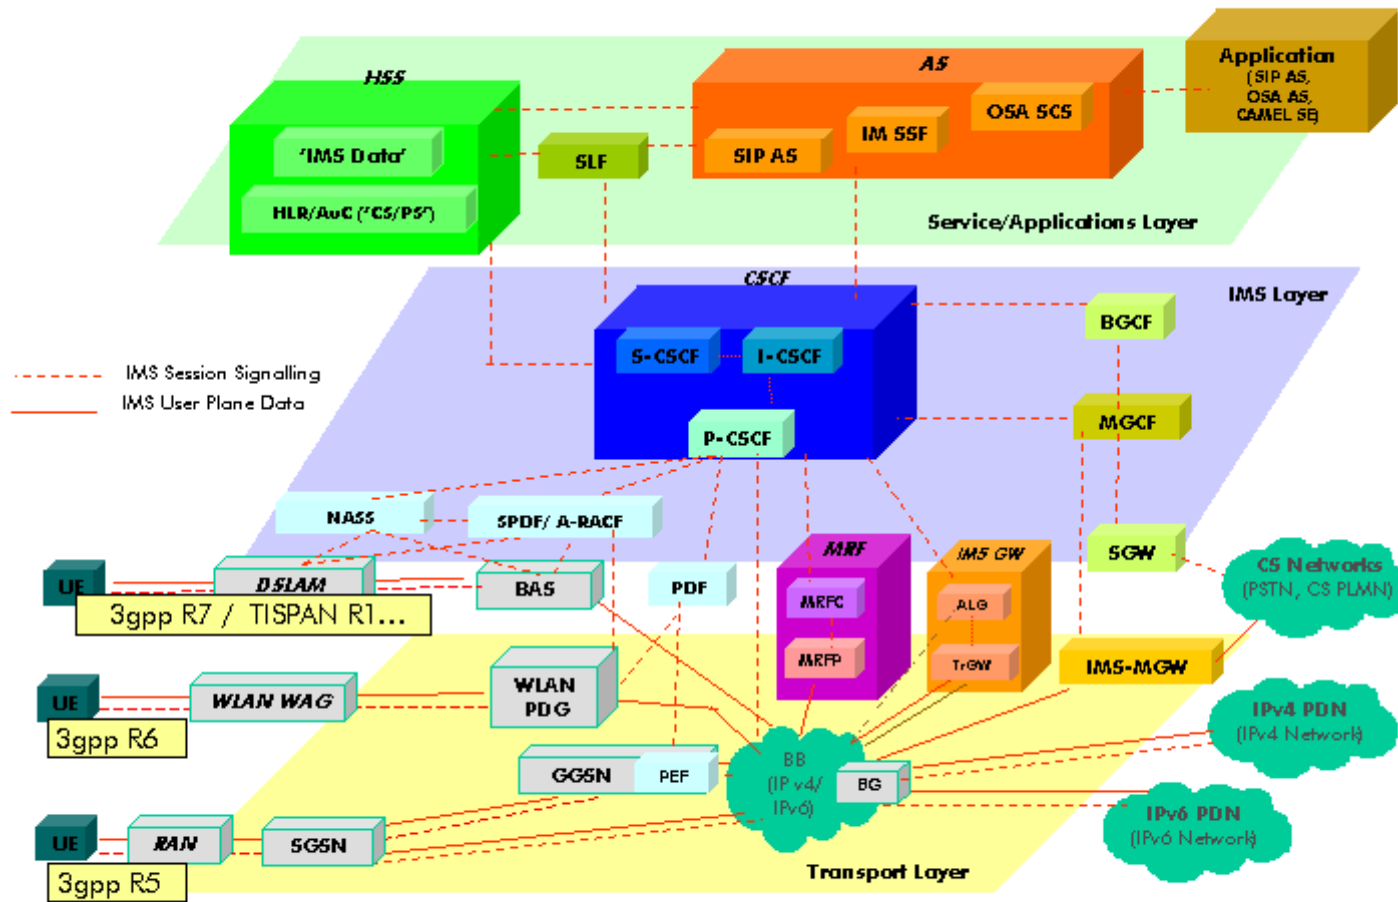 HSS
'IMS Data'
HLR/AuC ('CS/PS')
SLF
AS
SIP AS
IM SSF
OSA SCS
Application
(SIP AS,
OSA AS,
CAMEL SE)
Service/Applications Layer
CSCF
S-CSCF
I-CSCF
P-CSCF
IMS Layer
BGCF
MGCF
IMS Session Signalling
IMS User Plane Data
NASS
SPDF/ A-RACF
SGW
CS Networks
(PSTN, CS PLMN)
UE
DSLAM
BAS
PDF
MRF
MRFC
MRFP
IMS GW
ALG
TrGW
IMS-MGW
3gpp R7 / TISPAN R1...
UE
WLAN WAG
WLAN
PDG
3gpp R6
IPv4 PDN
(IPv4 Network)
GGSN
PEF
BB
(IP v4/
IPv6)
BG
IPv6 PDN
(IPv6 Network)
UE
RAN
SGSN
3gpp R5
Transport Layer